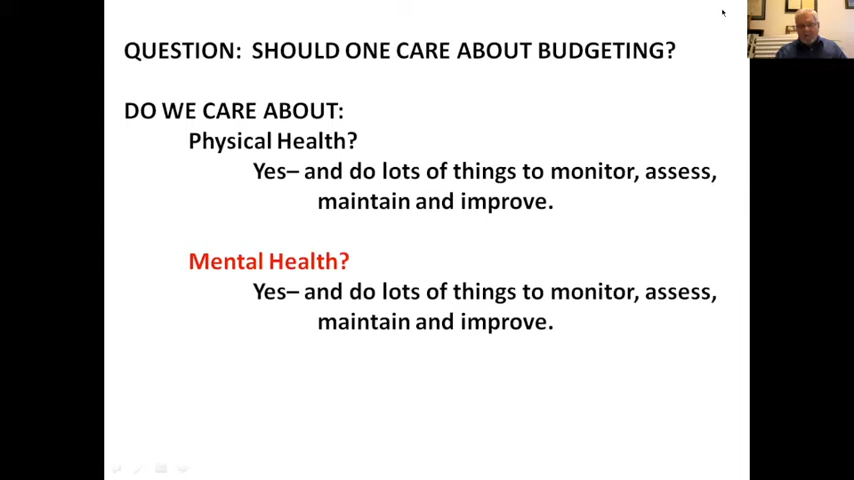 QUESTION: SHOULD ONE CARE ABOUT BUDGETING?
DO WE CARE ABOUT:
Physical Health?
Yes– and do lots of things to monitor, assess,
maintain and improve.
Mental Health?
Yes– and do lots of things to monitor, assess,
maintain and improve.